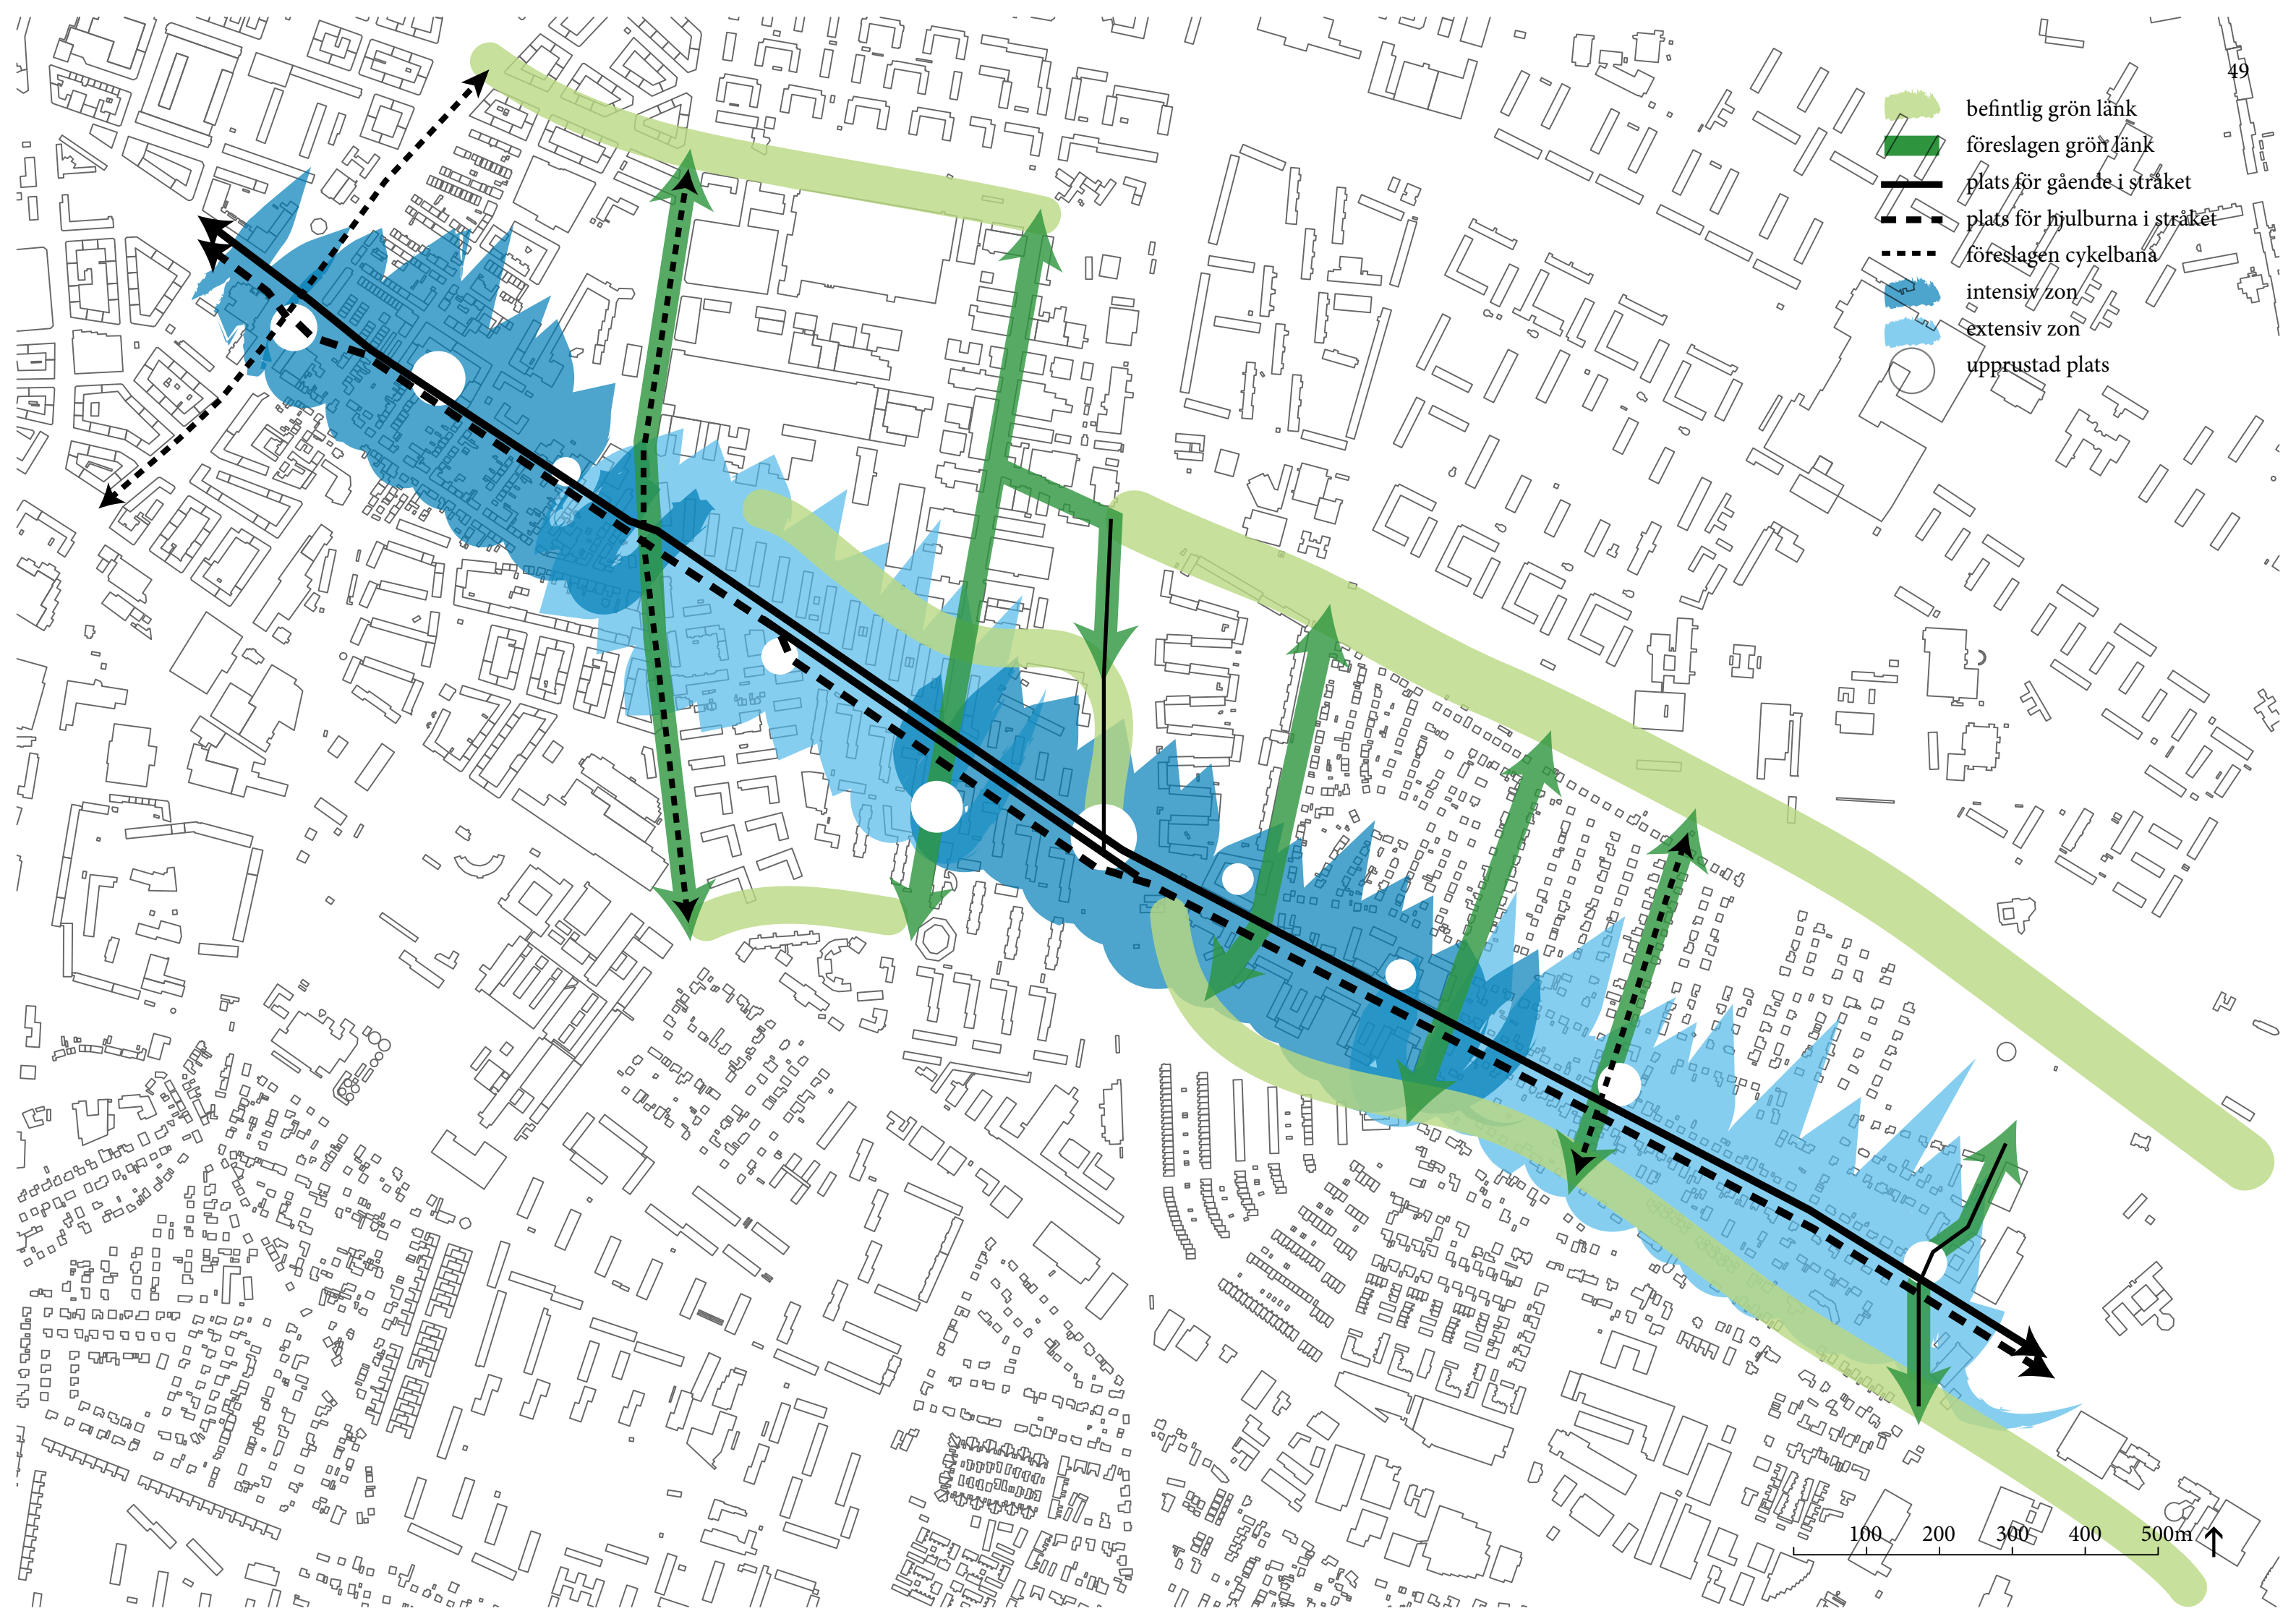 49
befintlig grön länk
föreslagen grön länk
plats för gående i stråket
plats för hjulburna i stråket
föreslagen cykelbana
intensiv zon
extensiv zon
upprustad plats
100 200 300 400 500m